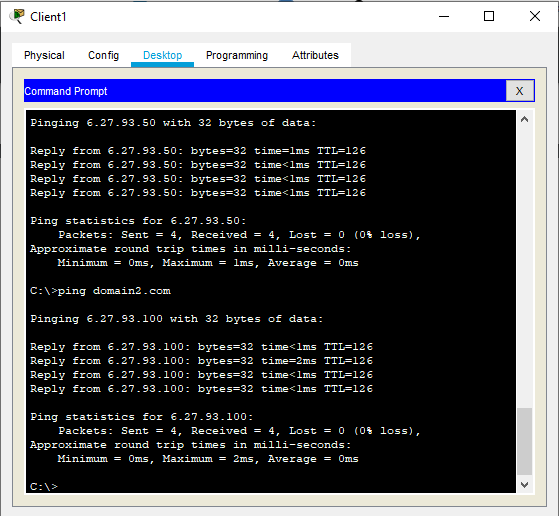 Client1
Physical Config Desktop Programming Attributes
Command Prompt X
Pinging 6.27.93.50 with 32 bytes of data:
Reply from 6.27.93.50: bytes=32 time=1ms TTL=126
Reply from 6.27.93.50: bytes=32 time<1ms TTL=126
Reply from 6.27.93.50: bytes=32 time<1ms TTL=126
Reply from 6.27.93.50: bytes=32 time<1ms TTL=126
Ping statistics for 6.27.93.50:
Packets: Sent = 4, Received = 4, Lost = 0 (0% loss),
Approximate round trip times in milli-seconds:
Minimum = 0ms, Maximum = 1ms, Average = 0ms
C:\>ping domain2.com
Pinging 6.27.93.100 with 32 bytes of data:
Reply from 6.27.93.100: bytes=32 time<1ms TTL=126
Reply from 6.27.93.100: bytes=32 time=2ms TTL=126
Reply from 6.27.93.100: bytes=32 time<1ms TTL=126
Reply from 6.27.93.100: bytes=32 time<1ms TTL=126
Ping statistics for 6.27.93.100:
Packets: Sent = 4, Received = 4, Lost = 0 (0% loss),
Approximate round trip times in milli-seconds:
Minimum = 0ms, Maximum = 2ms, Average = 0ms
C:\>